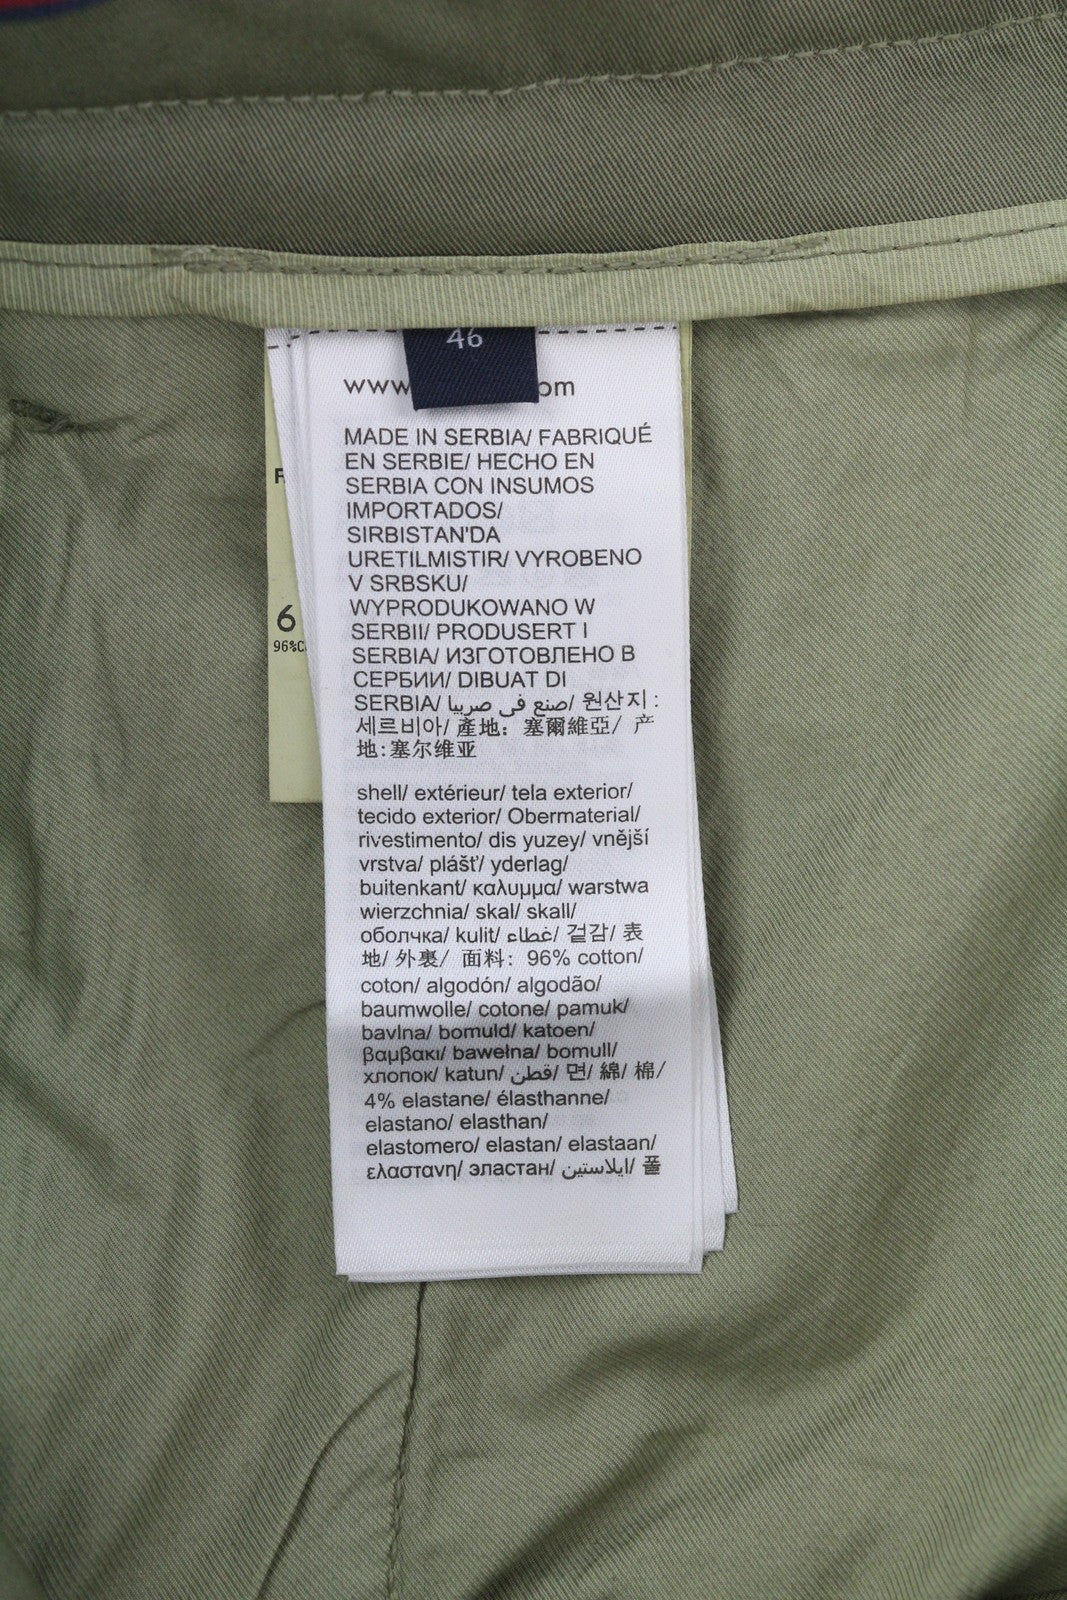 46
www
om
MADE IN SERBIA/ FABRIQUÉ
EN SERBIE/ HECHO EN
SERBIA CON INSUMOS
IMPORTADOS/
SIRBISTAN'DA
URETILMISTIR/ VYROBENO
V SRBSKU/
WYPRODUKOWANO W
SERBII/ PRODUSERT I
SERBIA/ ИЗГОТОВЛЕНО В
СЕРБИИ/ DIBUAT DI
SERBIA/ صنع في صربيا/ 원산지 :
세르비아/ 產地：塞爾維亞/ 产
地:塞尔维亚
shell/ extérieur/ tela exterior/
tecido exterior/ Obermaterial/
rivestimento/ dis yuzey/ vnější
vrstva/ plášť/ yderlag/
buitenkant/ καλυμμα/ warstwa
wierzchnia/ skal/ skall/
оболчка/ kulit/ غطاء/ 겉감/ 表
地/ 外裏/ 面料：96% cotton/
coton/ algodón/ algodão/
baumwolle/ cotone/ pamuk/
bavlna/ bomuld/ katoen/
βαμβακι/ bawełna/ bomull/
хлопок/ katun/ قطن/ 면/ 綿/ 棉/
4% elastane/ élasthanne/
elastano/ elasthan/
elastomero/ elastan/ elastaan/
ελαστανη/ эластан/ ايلاستين/ 폴
6
96%C